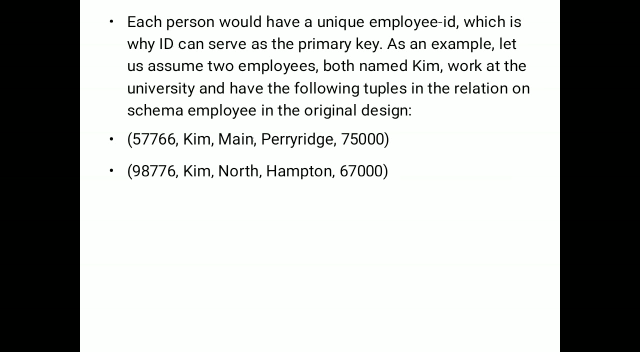 • Each person would have a unique employee-id, which is
why ID can serve as the primary key. As an example, let
us assume two employees, both named Kim, work at the
university and have the following tuples in the relation on
schema employee in the original design:
• (57766, Kim, Main, Perryridge, 75000)
• (98776, Kim, North, Hampton, 67000)